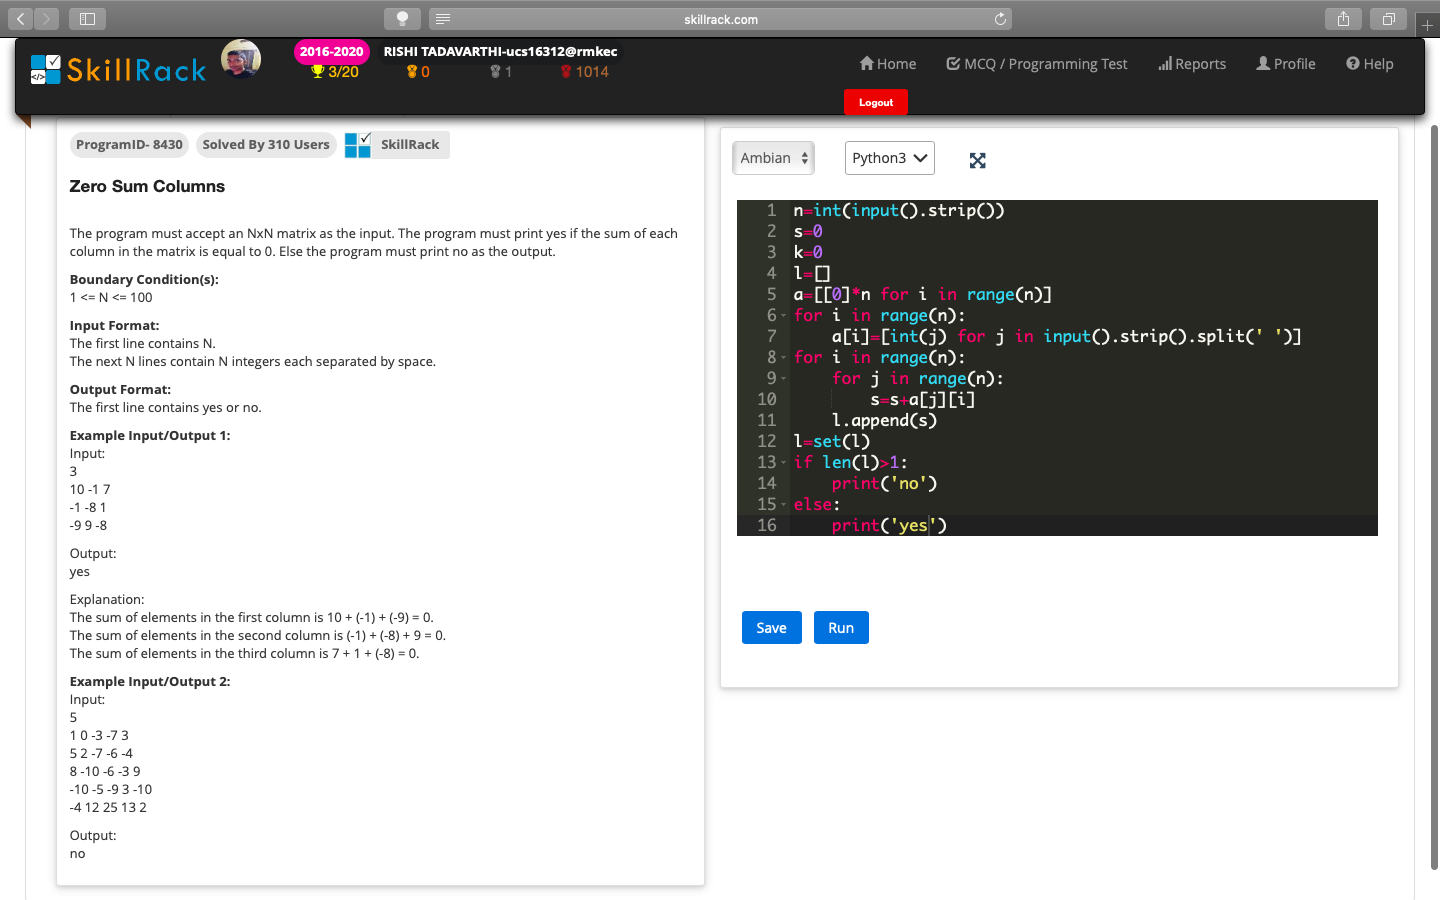 skillrack.com
SkillRack
2016-2020 RISHI TADAVARTHI-ucs16312@rmkec
3/20 0 1 1014
Home MCQ / Programming Test Reports Profile Help
Logout
ProgramID- 8430 Solved By 310 Users SkillRack
Zero Sum Columns
The program must accept an NxN matrix as the input. The program must print yes if the sum of each
column in the matrix is equal to 0. Else the program must print no as the output.
Boundary Condition(s):
1 <= N <= 100
Input Format:
The first line contains N.
The next N lines contain N integers each separated by space.
Output Format:
The first line contains yes or no.
Example Input/Output 1:
Input:
3
10 -1 7
-1 -8 1
-9 9 -8
Output:
yes
Explanation:
The sum of elements in the first column is 10 + (-1) + (-9) = 0.
The sum of elements in the second column is (-1) + (-8) + 9 = 0.
The sum of elements in the third column is 7 + 1 + (-8) = 0.
Example Input/Output 2:
Input:
5
1 0 -3 -7 3
5 2 -7 -6 -4
8 -10 -6 -3 9
-10 -5 -9 3 -10
-4 12 25 13 2
Output:
no
Ambian Python3
1 n=int(input().strip())
2 s=0
3 k=0
4 l=[]
5 a=[[0]*n for i in range(n)]
6 for i in range(n):
7 a[i]=[int(j) for j in input().strip().split(' ')]
8 for i in range(n):
9 for j in range(n):
10 s=s+a[j][i]
11 l.append(s)
12 l=set(l)
13 if len(l)>1:
14 print('no')
15 else:
16 print('yes')
Save Run